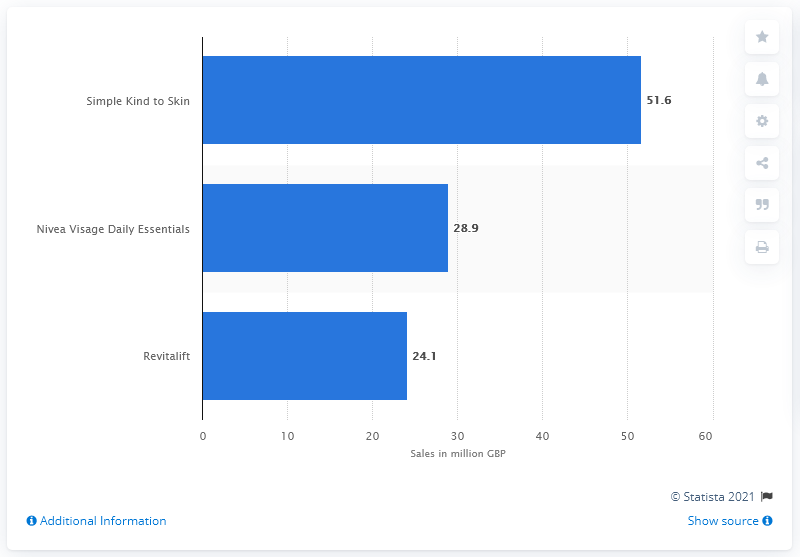 Simple Kind to Skin
51.6
Nivea Visage Daily Essentials
28.9
Revitalift
24.1
0 10 20 30 40 50 60
Sales in million GBP
© Statista 2021
Additional Information
Show source